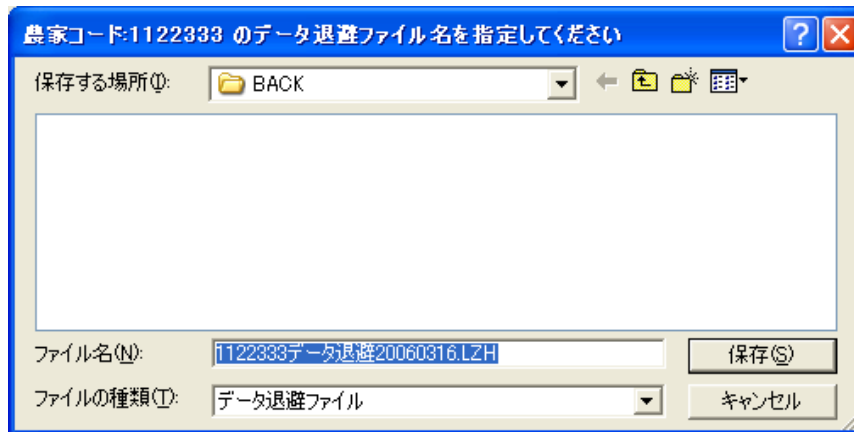 農家コード:1122333 のデータ退避ファイル名を指定してください
保存する場所(I): BACK
ファイル名(N): 1122333データ退避20060316.LZH 保存(S)
ファイルの種類(T): データ退避ファイル キャンセル